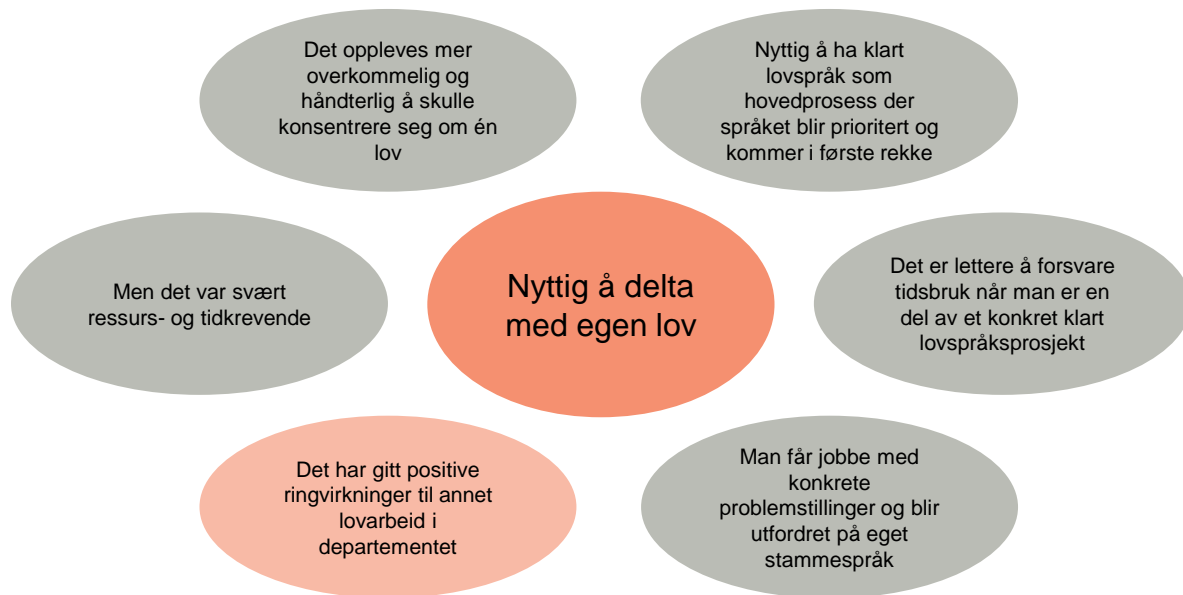 Det oppleves mer
overkommelig og
håndterlig å skulle
konsentrere seg om én
lov
Nyttig å ha klart
lovspråk som
hovedprosess der
språket blir prioritert og
kommer i første rekke
Men det var svært
ressurs- og tidkrevende
Nyttig å delta
med egen lov
Det er lettere å forsvare
tidsbruk når man er en
del av et konkret klart
lovspråksprosjekt
Det har gitt positive
ringvirkninger til annet
lovarbeid i
departementet
Man får jobbe med
konkrete
problemstillinger og blir
utfordret på eget
stammespråk